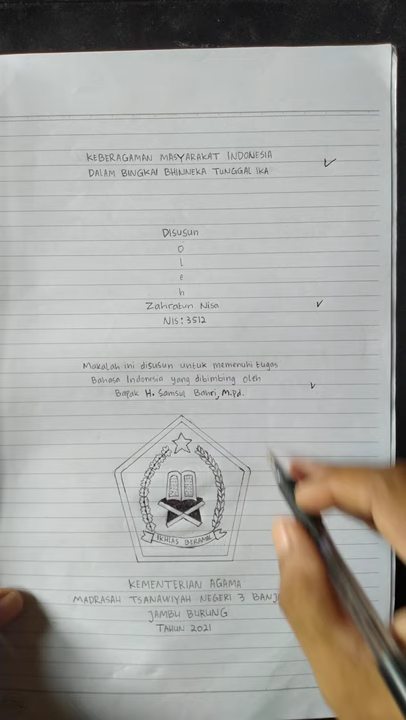 KEBERAGAMAN MASYARAKAT INDONESIA
DALAM BINGKAI BHINNEKA TUNGGAL IKA
Disusun
O
l
e
h
Zahratun Nisa
NIS: 3512
Makalah ini disusun untuk memenuhi tugas
Bahasa Indonesia yang dibimbing oleh
Bapak H. Samsul Bahri, M.Pd.
IKHLAS BERAMAL
KEMENTERIAN AGAMA
MADRASAH TSANAWIYAH NEGERI 3
JAMBU BURUNG
TAHUN 2021